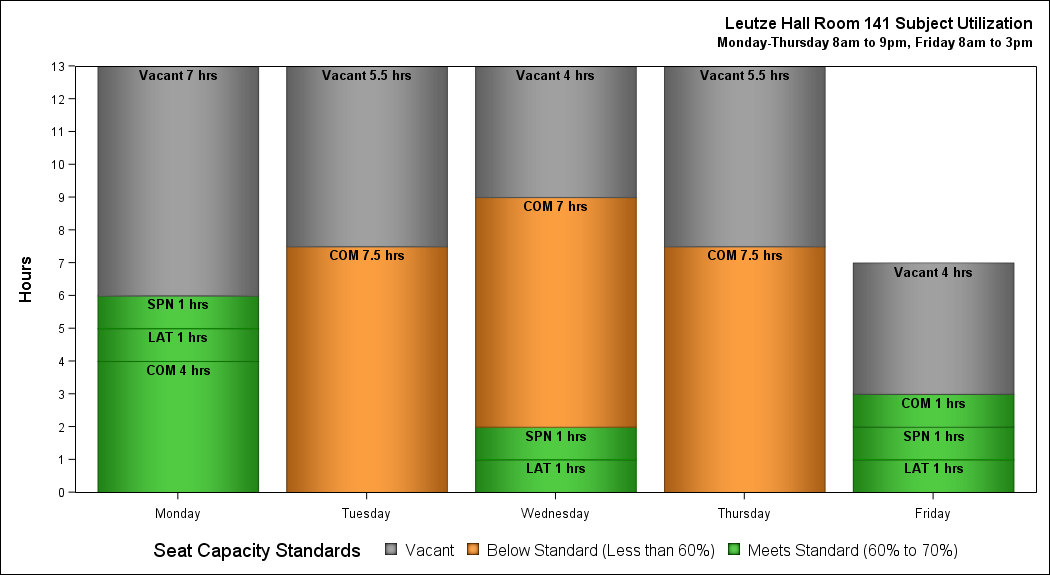 Leutze Hall Room 141 Subject Utilization
Monday-Thursday 8am to 9pm, Friday 8am to 3pm
Hours
13
12
11
10
9
8
7
6
5
4
3
2
1
0
Vacant 7 hrs
SPN 1 hrs
LAT 1 hrs
COM 4 hrs
Vacant 5.5 hrs
COM 7.5 hrs
Vacant 4 hrs
COM 7 hrs
SPN 1 hrs
LAT 1 hrs
Vacant 5.5 hrs
COM 7.5 hrs
Vacant 4 hrs
COM 1 hrs
SPN 1 hrs
LAT 1 hrs
Monday Tuesday Wednesday Thursday Friday
Seat Capacity Standards Vacant Below Standard (Less than 60%) Meets Standard (60% to 70%)